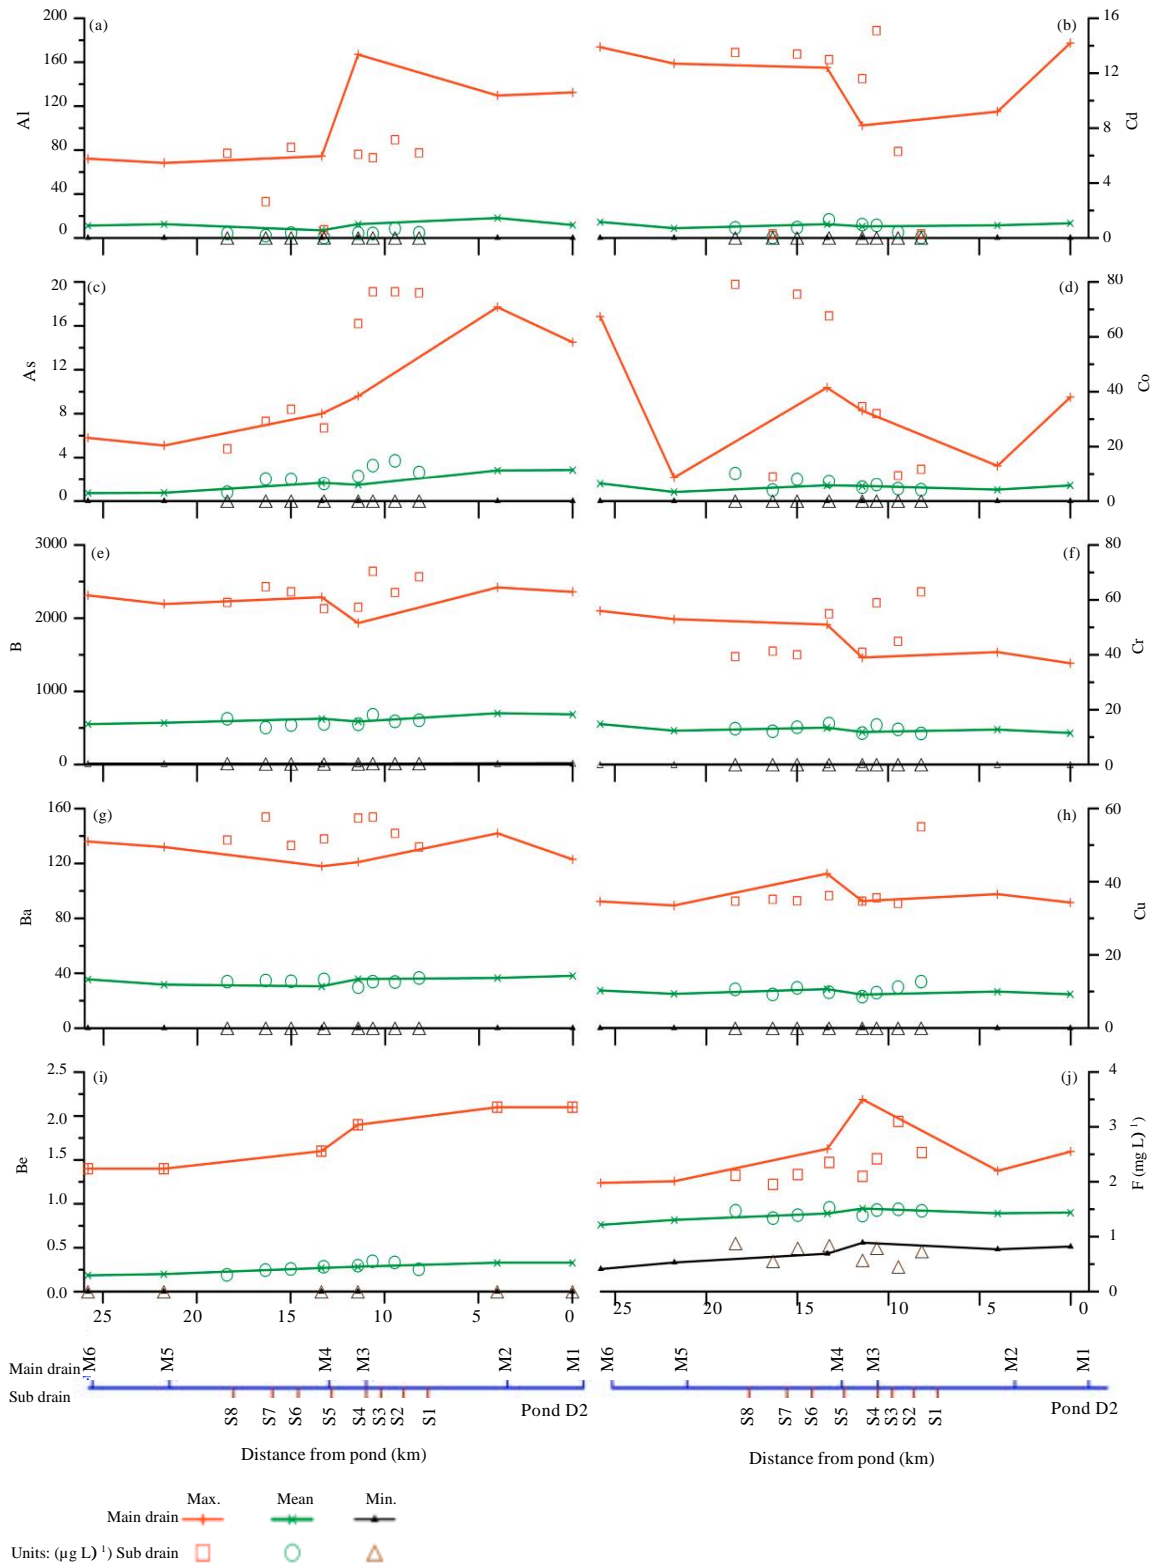 (a)
200
160
120
80
40
0
Al
(b)
16
12
8
4
0
Cd
(c)
20
16
12
8
4
0
As
(d)
80
60
40
20
0
Co
(e)
3000
2000
1000
0
B
(f)
80
60
40
20
0
Cr
(g)
160
120
80
40
0
Ba
(h)
60
40
20
0
Cu
(i)
2.5
2.0
1.5
1.0
0.5
0.0
Be
(j)
4
3
2
1
0
F (mg L) 1)
25 20 15 10 5 0
25 20 15 10 5 0
Main drain M6 M5 M4 M3 M2 M1
M6 M5 M4 M3 M2 M1
Sub drain
S8 S7 S6 S5 S4 S3 S2 S1 Pond D2
S8 S7 S6 S5 S4 S3 S2 S1 Pond D2
Distance from pond (km)
Distance from pond (km)
Max. Mean Min.
Main drain
Units: (µg L) 1) Sub drain